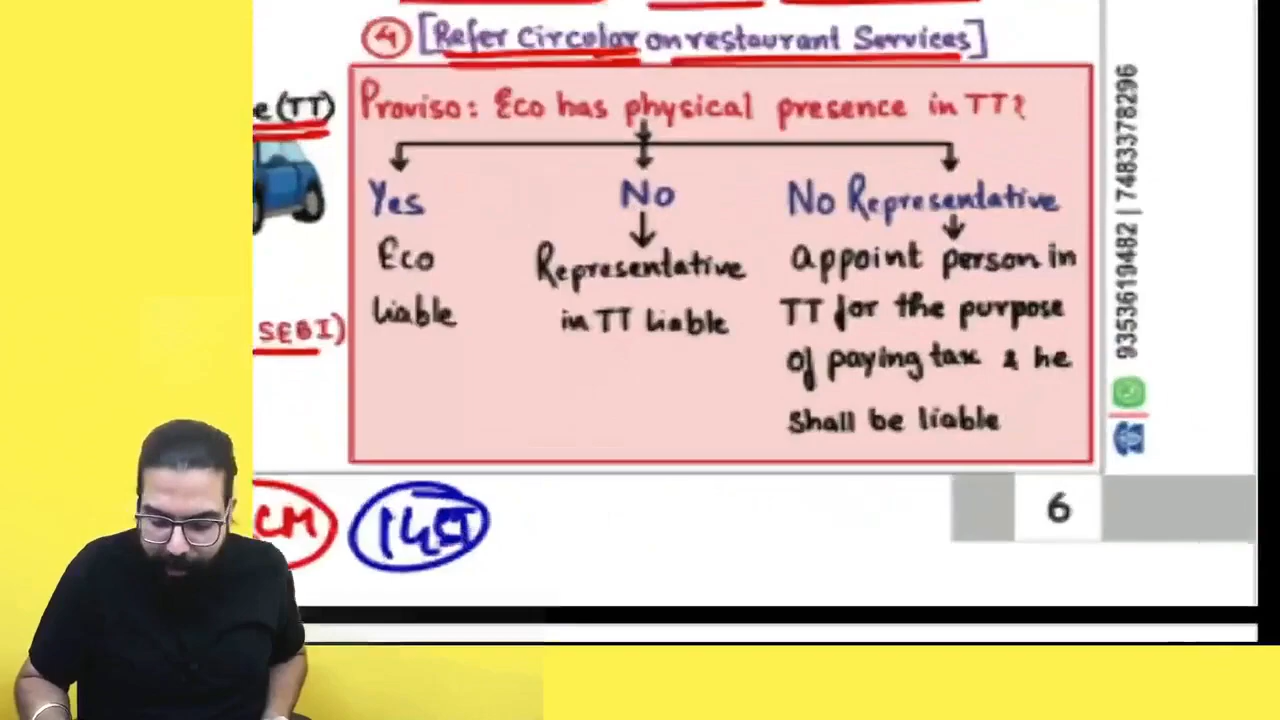 4 [Refer Circular on restaurant Services]
e (TT)
Proviso: Eco has physical presence in TT?
Yes
No
No Representative
Eco
liable
Representative
in TT liable
appoint person in
TT for the purpose
of paying tax & he
shall be liable
SEBI)
CM
1451
6
9353619482 | 7483378296